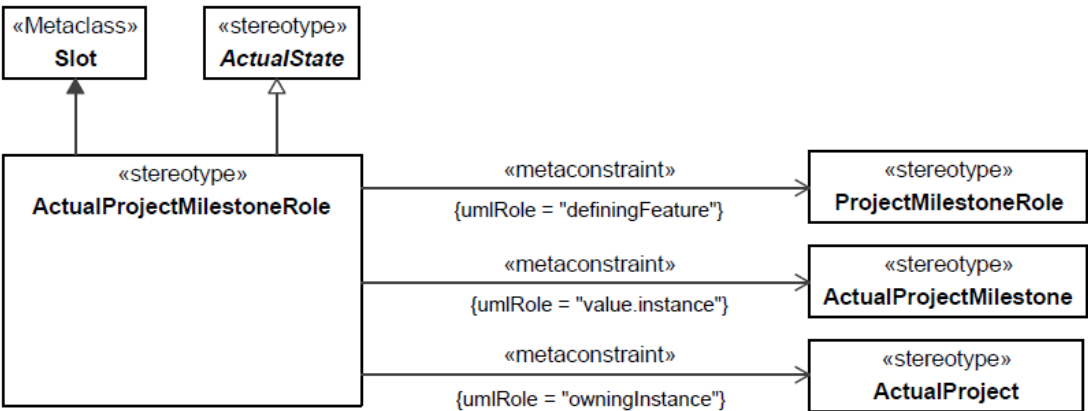 «Metaclass»
Slot
«stereotype»
ActualState
«stereotype»
ActualProjectMilestoneRole
«metaconstraint»
{umlRole = "definingFeature"}
«stereotype»
ProjectMilestoneRole
«metaconstraint»
{umlRole = "value.instance"}
«stereotype»
ActualProjectMilestone
«metaconstraint»
{umlRole = "owningInstance"}
«stereotype»
ActualProject